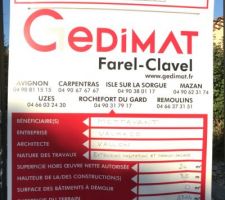 GEDIMAT
Farel-Clavel
www.gedimat.fr
AVIGNON CARPENTRAS ISLE SUR LA SORGUE MAZAN
04 90 81 15 15 04 90 67 67 67 04 90 38 01 17 04 90 62 31 74
UZES ROCHEFORT DU GARD REMOULINS
04 66 03 24 30 04 90 31 79 17 04 66 37 31 51
BÉNÉFICIAIRE(S)
ENTREPRISE
ARCHITECTE
NATURE DES TRAVAUX
SUPERFICIE HORS ŒUVRE NETTE AUTORISÉE
HAUTEUR DE LA/DES CONSTRUCTION(S)
SURFACE DES BÂTIMENTS À DÉMOLIR
SUPERFICIE DU TERRAIN